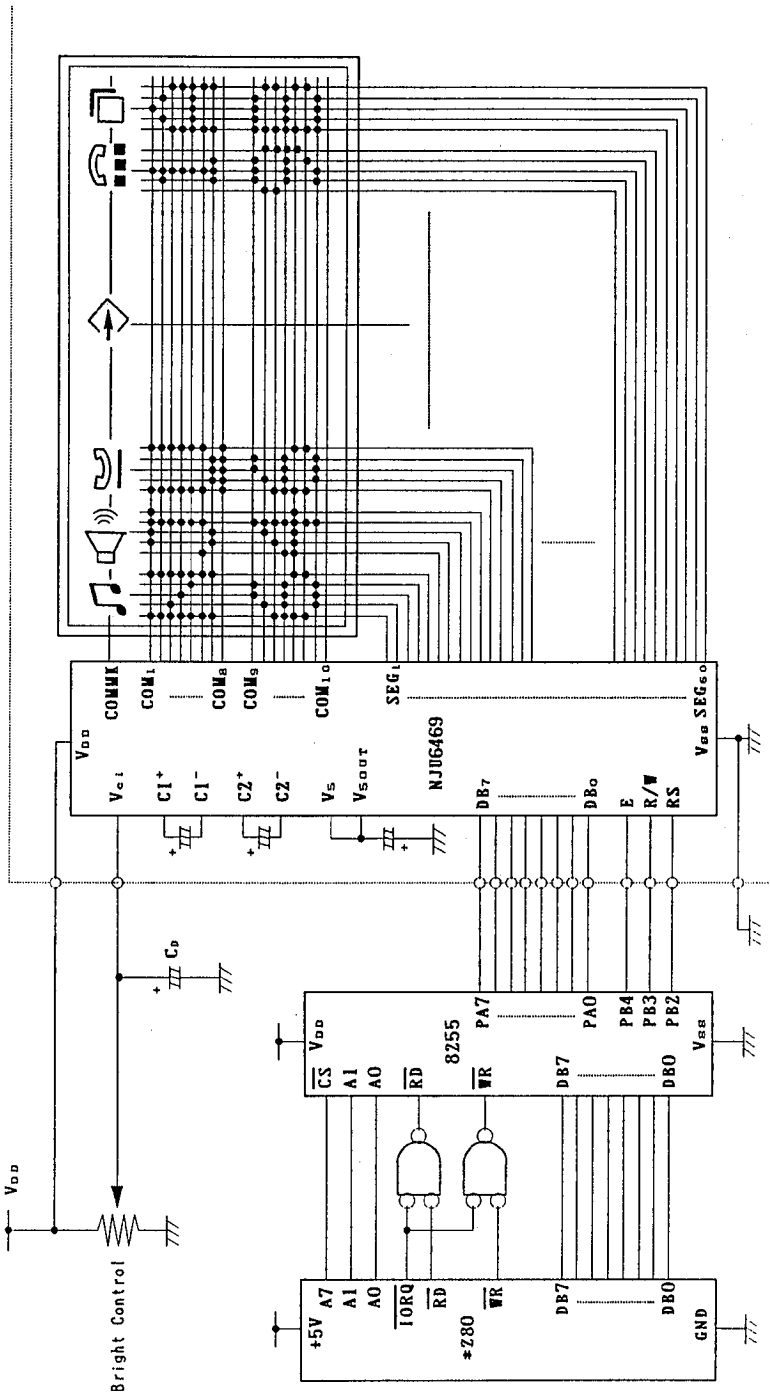 COMMK
COM1
COM8
COM9
COM10
SEG1
SEG60
VDD
VSS
Vci
C1+
C1-
C2+
C2-
V5
V5OUT
NJU6469
DB7
DB0
E
R/W
RS
+
+
+
+
CD
VDD
Bright Control
VDD
8255
CS
A1
A0
RD
WR
DB7
DB0
PA7
PA0
PB4
PB3
PB2
VSS
+5V
A7
A1
A0
IORQ
RD
*Z80
WR
DB7
DB0
GND